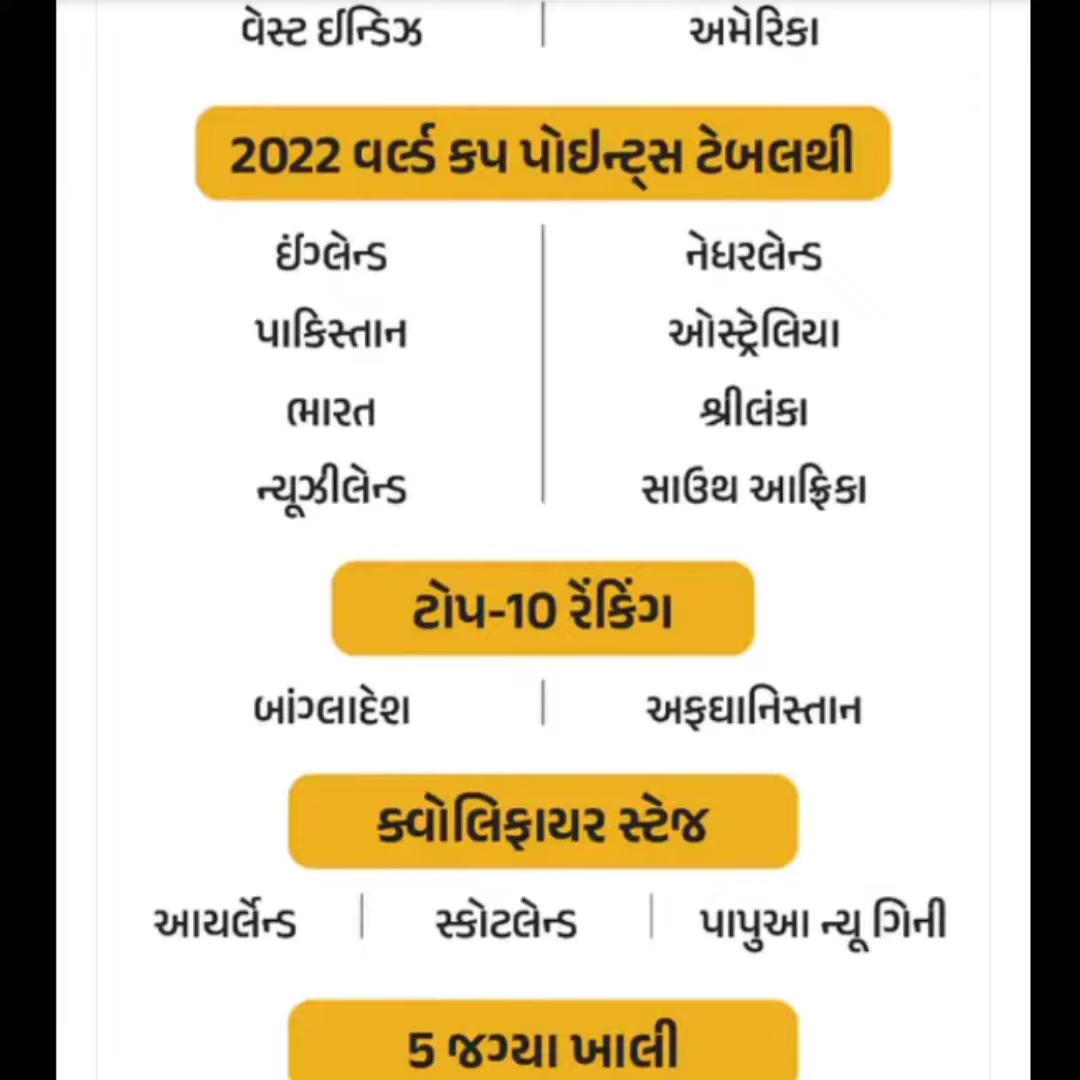 વેસ્ટ ઈન્ડિઝ અમેરિકા
2022 વર્લ્ડ કપ પોઇન્ટ્સ ટેબલથી
ઈંગ્લેન્ડ નેધરલેન્ડ
પાકિસ્તાન ઓસ્ટ્રેલિયા
ભારત શ્રીલંકા
ન્યૂઝીલેન્ડ સાઉથ આફ્રિકા
ટોપ-10 રેંકિંગ
બાંગ્લાદેશ અફઘાનિસ્તાન
ક્વોલિફાયર સ્ટેજ
આયર્લેન્ડ સ્કોટલેન્ડ પાપુઆ ન્યૂ ગિની
5 જગ્યા ખાલી